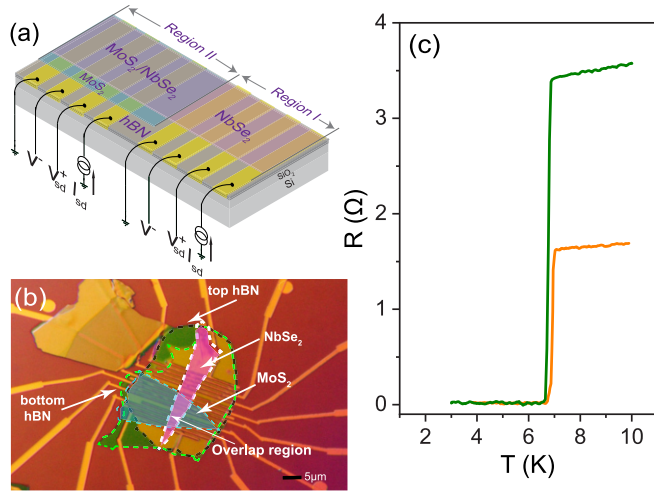 (a)
Region II
MoS2/NbSe2
MoS2
hBN
NbSe2
Region I
SiO2
Si
V-
V+sd
Isd
V-
V+sd
Isd
(b)
top hBN
NbSe2
MoS2
bottom
hBN
Overlap region
5μm
(c)
R (Ω)
4
3
2
1
0
2
4
6
8
10
T (K)